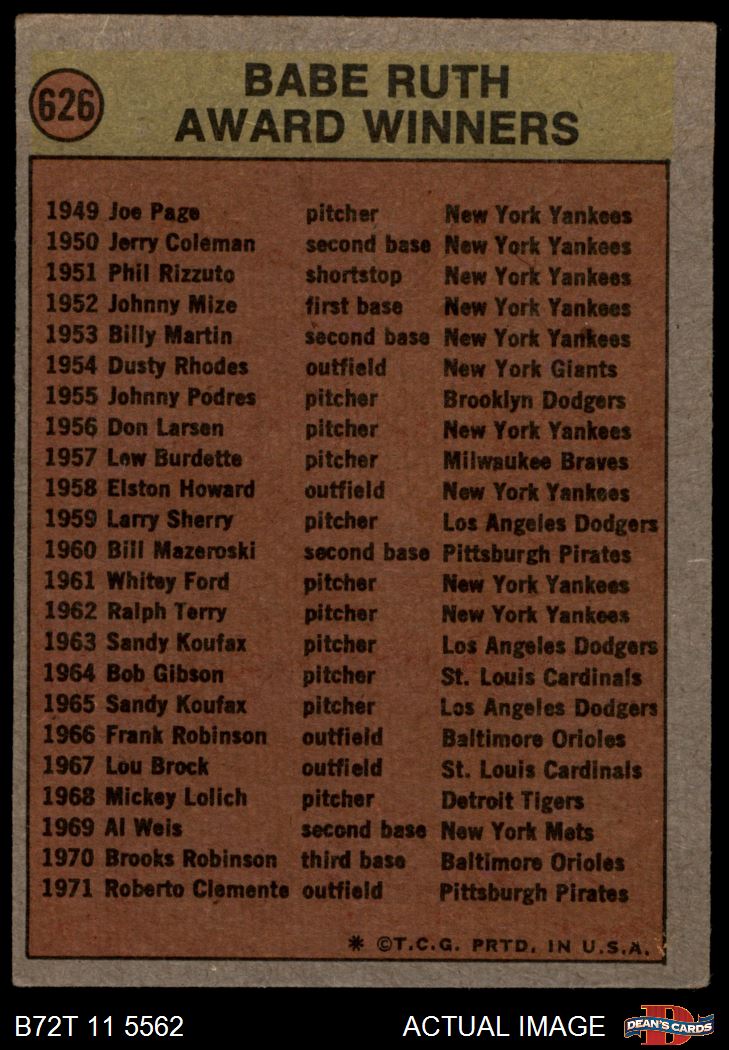 626
BABE RUTH
AWARD WINNERS
1949 Joe Page pitcher New York Yankees
1950 Jerry Coleman second base New York Yankees
1951 Phil Rizzuto shortstop New York Yankees
1952 Johnny Mize first base New York Yankees
1953 Billy Martin second base New York Yankees
1954 Dusty Rhodes outfield New York Giants
1955 Johnny Podres pitcher Brooklyn Dodgers
1956 Don Larsen pitcher New York Yankees
1957 Lew Burdette pitcher Milwaukee Braves
1958 Elston Howard outfield New York Yankees
1959 Larry Sherry pitcher Los Angeles Dodgers
1960 Bill Mazeroski second base Pittsburgh Pirates
1961 Whitey Ford pitcher New York Yankees
1962 Ralph Terry pitcher New York Yankees
1963 Sandy Koufax pitcher Los Angeles Dodgers
1964 Bob Gibson pitcher St. Louis Cardinals
1965 Sandy Koufax pitcher Los Angeles Dodgers
1966 Frank Robinson outfield Baltimore Orioles
1967 Lou Brock outfield St. Louis Cardinals
1968 Mickey Lolich pitcher Detroit Tigers
1969 Al Weis second base New York Mets
1970 Brooks Robinson third base Baltimore Orioles
1971 Roberto Clemente outfield Pittsburgh Pirates
* ©T.C.G. PRTD. IN U.S.A.
B72T 11 5562 ACTUAL IMAGE D DEAN'S CARDS